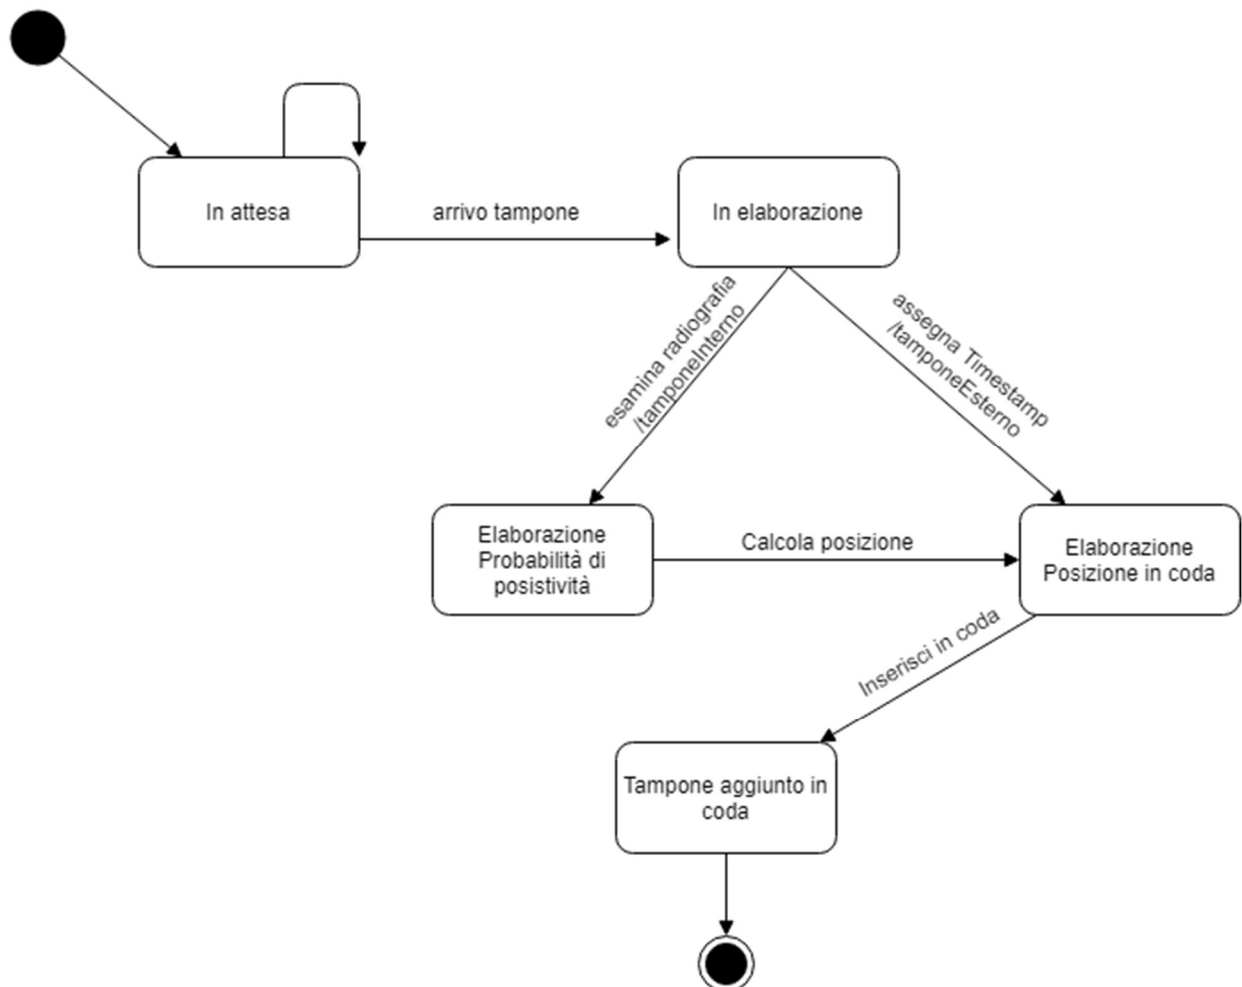 In attesa
arrivo tampone
In elaborazione
esamina radiografia
/tamponeInterno
assegna Timestamp
/tamponeEsterno
Elaborazione
Probabilità di
posistività
Calcola posizione
Elaborazione
Posizione in coda
Inserisci in coda
Tampone aggiunto in
coda